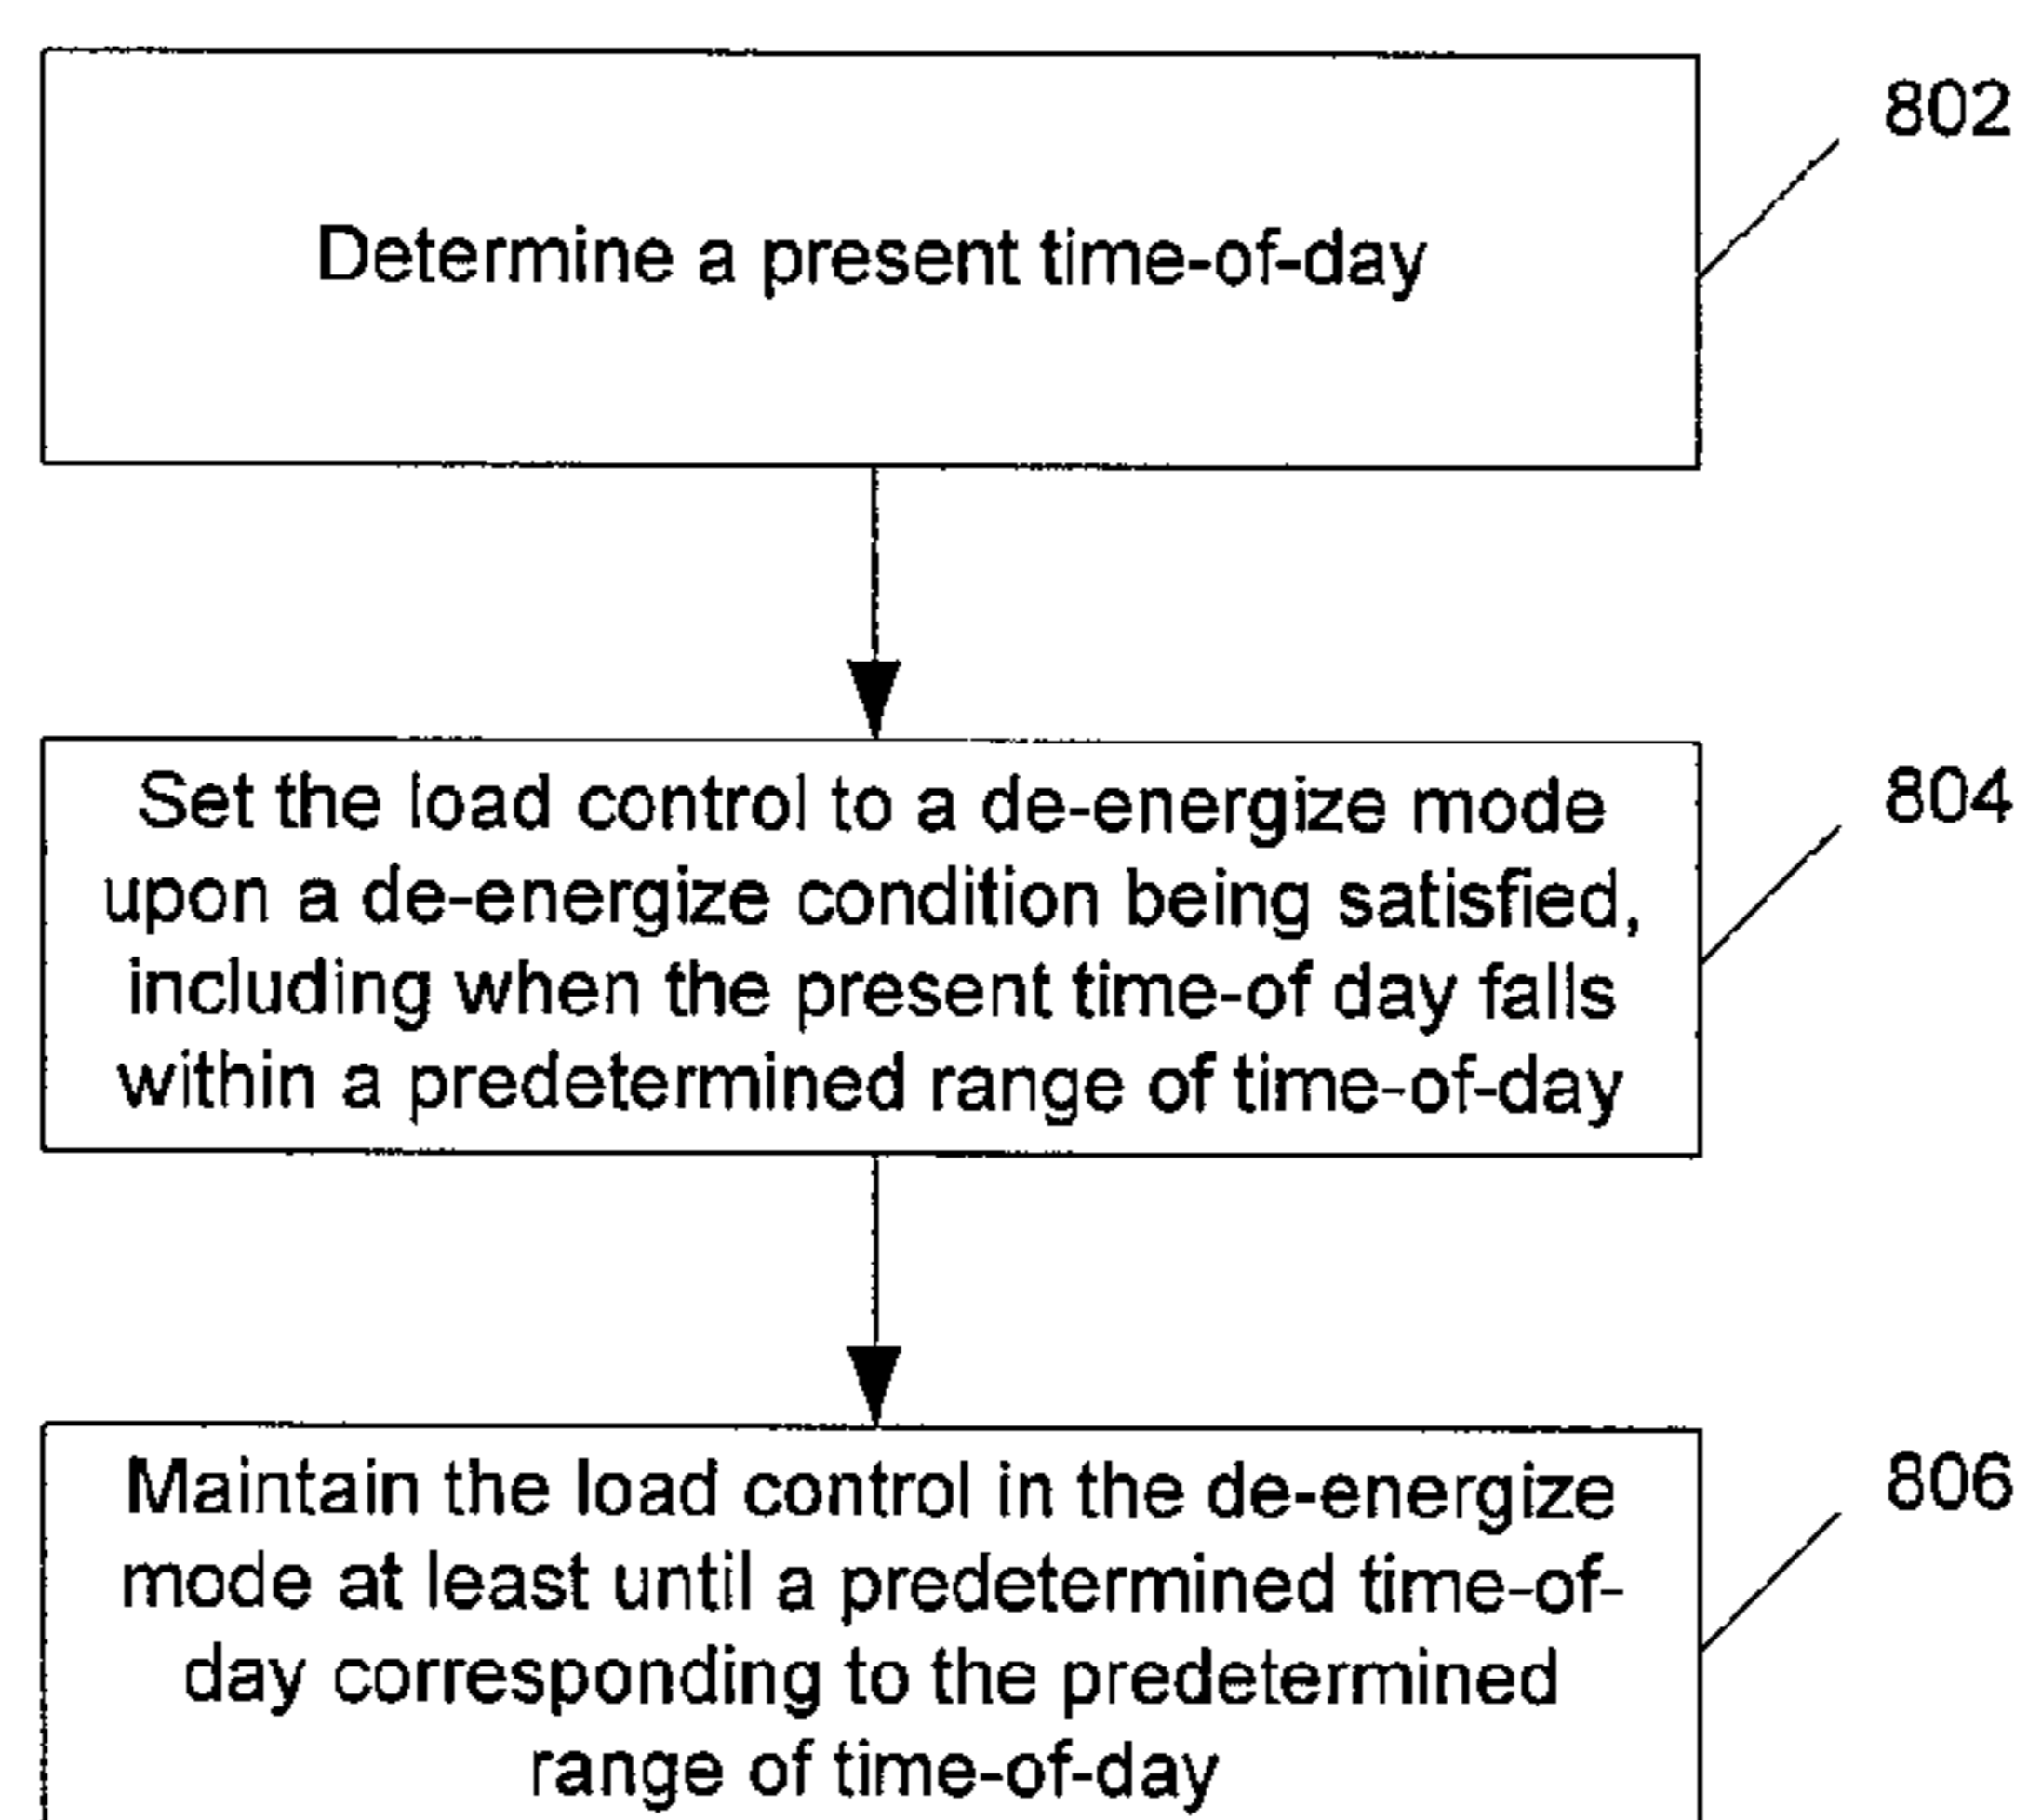 802
Determine a present time-of-day
804
Set the load control to a de-energize mode
upon a de-energize condition being satisfied,
including when the present time-of day falls
within a predetermined range of time-of-day
806
Maintain the load control in the de-energize
mode at least until a predetermined time-of-
day corresponding to the predetermined
range of time-of-day